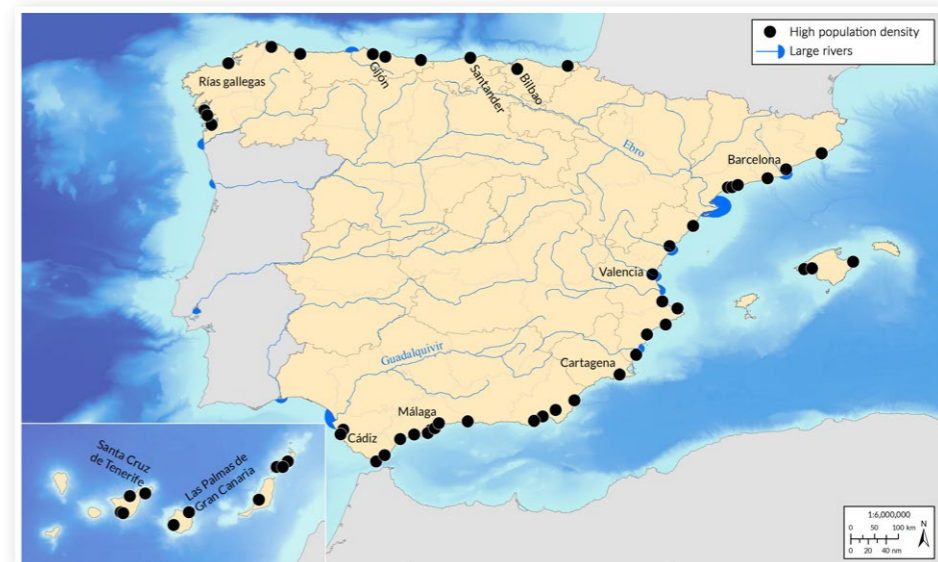 High population density
Large rivers
Rías gallegas
Gijón
Santander
Bilbao
Ebro
Barcelona
Valencia
Guadalquivir
Cartagena
Málaga
Cádiz
Santa Cruz
de Tenerife
Las Palmas de
Gran Canaria
1:6,000,000
0 50 100 km
0 20 40 nm
N